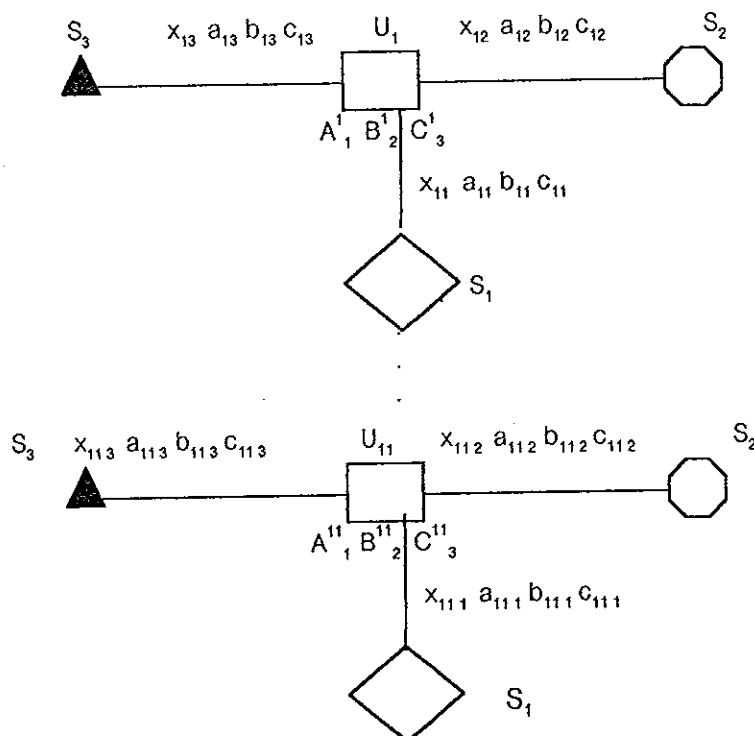 S₃ x₁₃ a₁₃ b₁₃ c₁₃ U₁ x₁₂ a₁₂ b₁₂ c₁₂ S₂
A¹₁ B¹₂ C¹₃
x₁₁ a₁₁ b₁₁ c₁₁
S₁
S₃ x₁₁₃ a₁₁₃ b₁₁₃ c₁₁₃ U₁₁ x₁₁₂ a₁₁₂ b₁₁₂ c₁₁₂ S₂
A¹¹₁ B¹¹₂ C¹¹₃
x₁₁₁ a₁₁₁ b₁₁₁ c₁₁₁
S₁